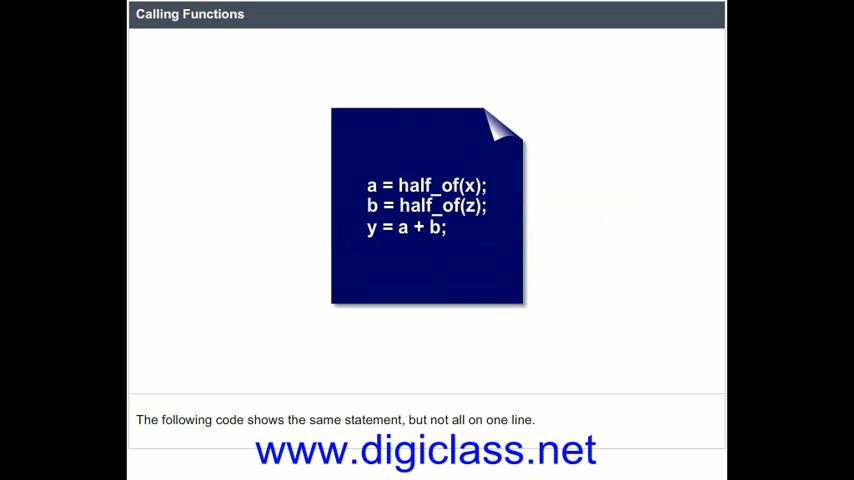 Calling Functions
a = half_of(x);
b = half_of(z);
y = a + b;
The following code shows the same statement, but not all on one line.
www.digiclass.net